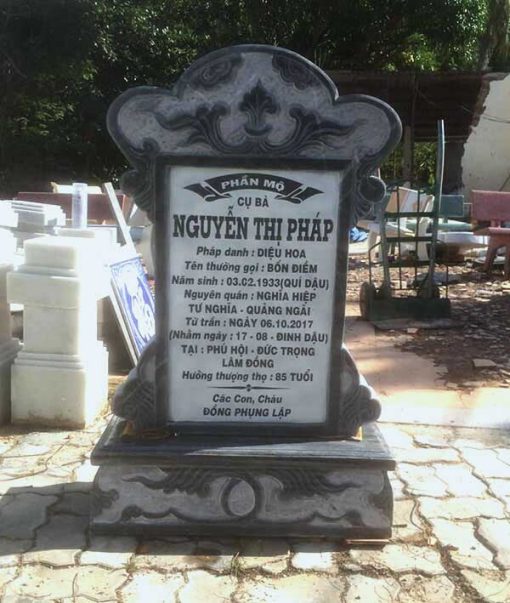 PHẦN MỘ
CỤ BÀ
NGUYỄN THỊ PHÁP
Pháp danh : DIỆU HOA
Tên thường gọi : BỐN ĐIỂM
Năm sinh : 03.02.1933(QUÍ DẬU)
Nguyên quán : NGHĨA HIỆP
TƯ NGHĨA - QUẢNG NGÃI
Từ trần : NGÀY 06.10.2017
(Nhằm ngày : 17 - 08 - ĐINH DẬU)
TẠI : PHÚ HỘI - ĐỨC TRỌNG
LÂM ĐỒNG
Hưởng thượng thọ : 85 TUỔI
Các Con, Cháu
ĐỒNG PHỤNG LẬP